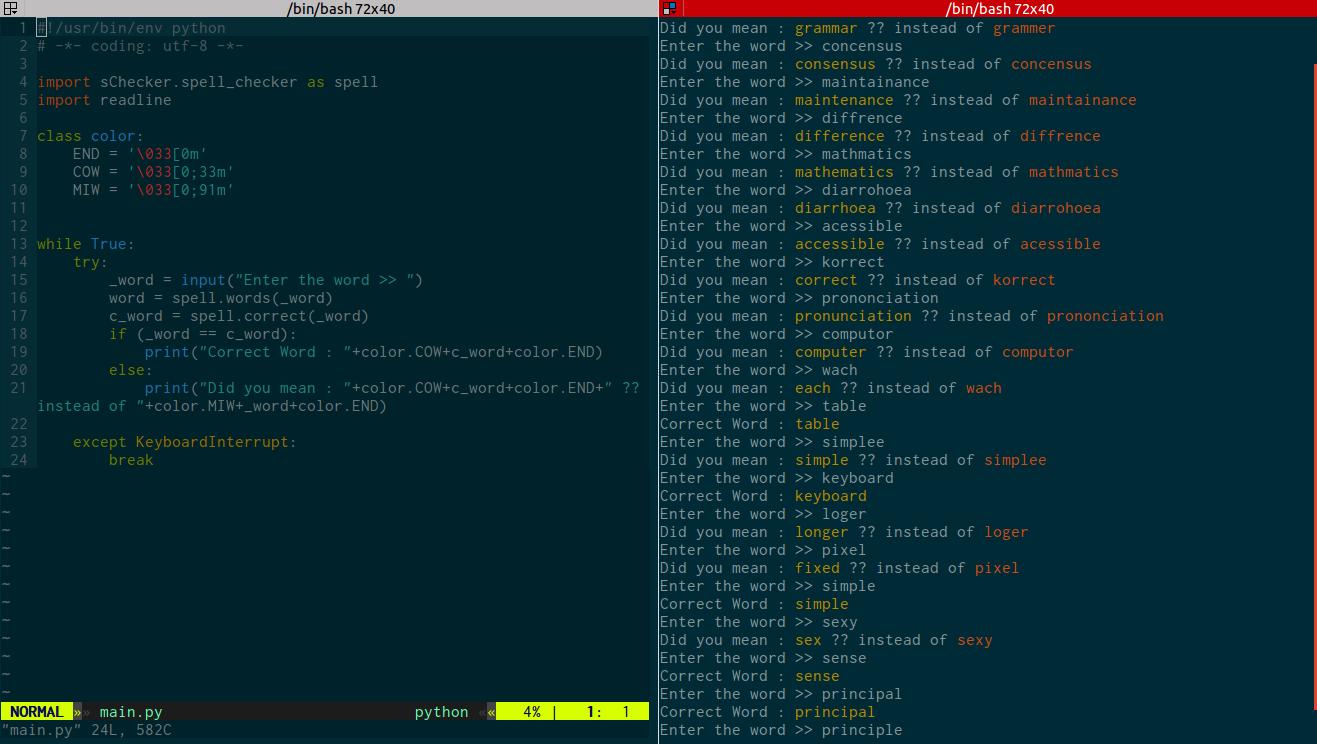 /bin/bash 72x40
1 #!/usr/bin/env python
2 # -*- coding: utf-8 -*-
3
4 import sChecker.spell_checker as spell
5 import readline
6
7 class color:
8     END = '\033[0m'
9     COW = '\033[0;33m'
10     MIW = '\033[0;91m'
11
12
13 while True:
14     try:
15         _word = input("Enter the word >> ")
16         word = spell.words(_word)
17         c_word = spell.correct(_word)
18         if (_word == c_word):
19             print("Correct Word : "+color.COW+c_word+color.END)
20         else:
21             print("Did you mean : "+color.COW+c_word+color.END+" ??
instead of "+color.MIW+_word+color.END)
22
23     except KeyboardInterrupt:
24         break
~
~
~
~
~
~
~
~
~
~
~
~
~
NORMAL »» main.py python «« 4% | 1: 1
"main.py" 24L, 582C
/bin/bash 72x40
Did you mean : grammar ?? instead of grammer
Enter the word >> concensus
Did you mean : consensus ?? instead of concensus
Enter the word >> maintainance
Did you mean : maintenance ?? instead of maintainance
Enter the word >> diffrence
Did you mean : difference ?? instead of diffrence
Enter the word >> mathmatics
Did you mean : mathematics ?? instead of mathmatics
Enter the word >> diarrohoea
Did you mean : diarrhoea ?? instead of diarrohoea
Enter the word >> acessible
Did you mean : accessible ?? instead of acessible
Enter the word >> korrect
Did you mean : correct ?? instead of korrect
Enter the word >> prononciation
Did you mean : pronunciation ?? instead of prononciation
Enter the word >> computor
Did you mean : computer ?? instead of computor
Enter the word >> wach
Did you mean : each ?? instead of wach
Enter the word >> table
Correct Word : table
Enter the word >> simplee
Did you mean : simple ?? instead of simplee
Enter the word >> keyboard
Correct Word : keyboard
Enter the word >> loger
Did you mean : longer ?? instead of loger
Enter the word >> pixel
Did you mean : fixed ?? instead of pixel
Enter the word >> simple
Correct Word : simple
Enter the word >> sexy
Did you mean : sex ?? instead of sexy
Enter the word >> sense
Correct Word : sense
Enter the word >> principal
Correct Word : principal
Enter the word >> principle